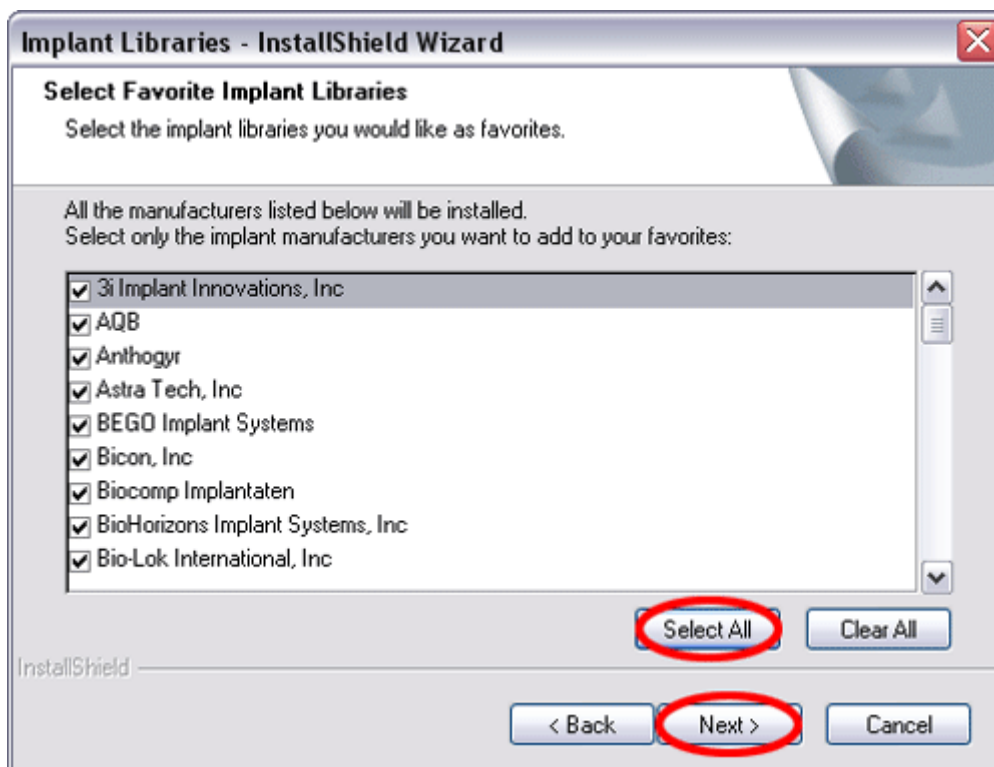 Implant Libraries - InstallShield Wizard
Select Favorite Implant Libraries
Select the implant libraries you would like as favorites.
All the manufacturers listed below will be installed.
Select only the implant manufacturers you want to add to your favorites:
3i Implant Innovations, Inc
AQB
Anthogyr
Astra Tech, Inc
BEGO Implant Systems
Bicon, Inc
Biocomp Implantaten
BioHorizons Implant Systems, Inc
Bio-Lok International, Inc
Select All Clear All
InstallShield
< Back Next > Cancel